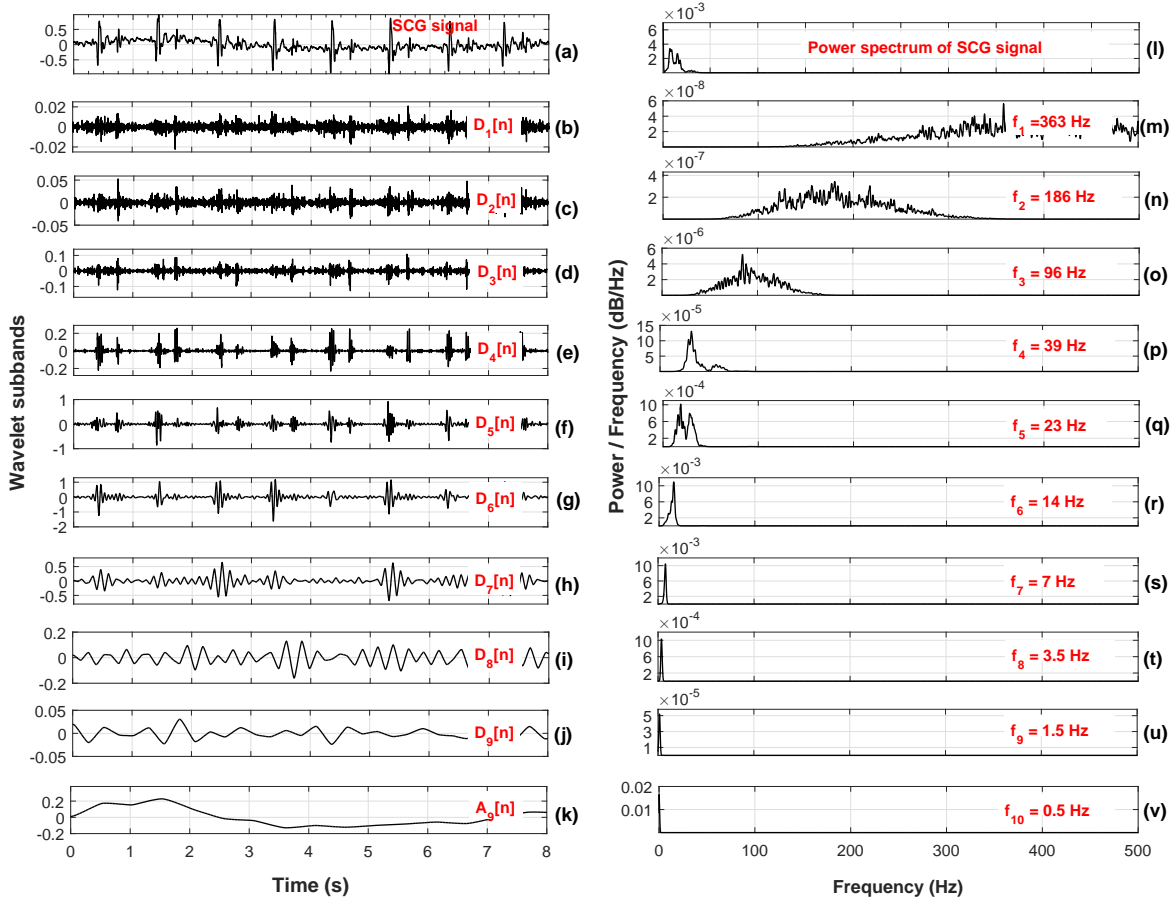 SCG signal
0.5
0
-0.5
(a)
0.02
0
-0.02
D1[n]
(b)
0.05
0
-0.05
D2[n]
(c)
0.1
0
-0.1
D3[n]
(d)
0.2
0
-0.2
D4[n]
(e)
1
0
-1
D5[n]
(f)
1
0
-1
-2
D6[n]
(g)
0.5
0
-0.5
D7[n]
(h)
0.2
0
-0.2
D8[n]
(i)
0.05
0
-0.05
D9[n]
(j)
0.2
0
-0.2
A9[n]
(k)
0 1 2 3 4 5 6 7 8
Time (s)
Wavelet subbands
×10-3
6
4
2
Power spectrum of SCG signal
(l)
×10-8
6
4
2
f1 =363 Hz
(m)
×10-7
4
2
f2 = 186 Hz
(n)
×10-6
6
4
2
f3 = 96 Hz
(o)
×10-5
15
10
5
f4 = 39 Hz
(p)
×10-4
10
6
2
f5 = 23 Hz
(q)
×10-3
10
6
2
f6 = 14 Hz
(r)
×10-3
10
6
2
f7 = 7 Hz
(s)
×10-4
10
6
2
f8 = 3.5 Hz
(t)
×10-5
5
3
1
f9 = 1.5 Hz
(u)
0.02
0.01
f10 = 0.5 Hz
(v)
0 100 200 300 400 500
Frequency (Hz)
Power / Frequency (dB/Hz)